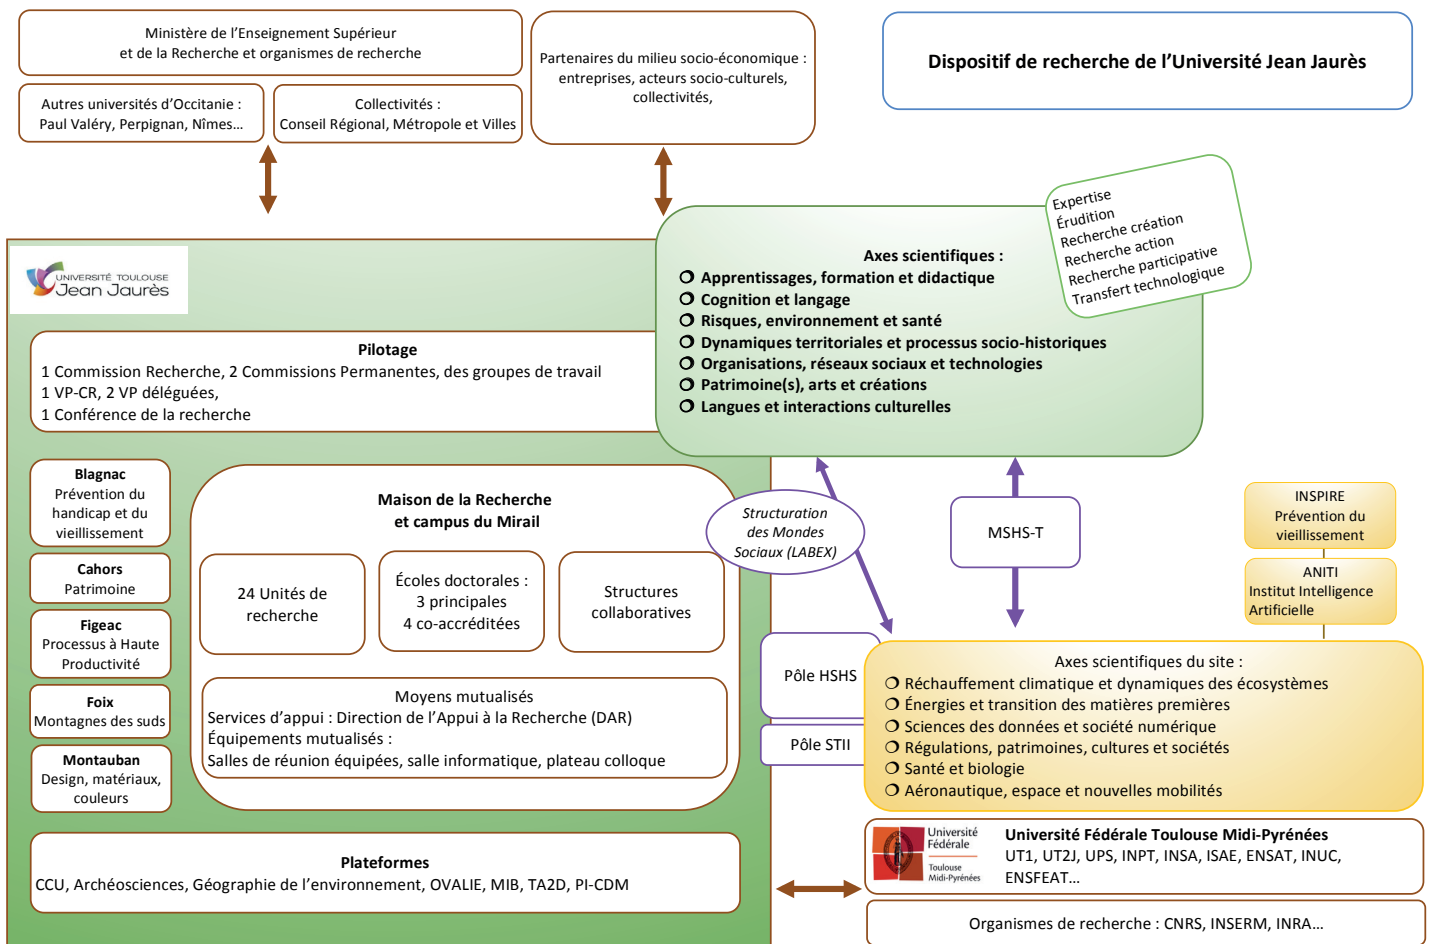 Ministère de l'Enseignement Supérieur
et de la Recherche et organismes de recherche
Autres universités d'Occitanie :
Paul Valéry, Perpignan, Nîmes...
Collectivités :
Conseil Régional, Métropole et Villes
Partenaires du milieu socio-économique :
entreprises, acteurs socio-culturels,
collectivités,
Dispositif de recherche de l'Université Jean Jaurès
Expertise
Érudition
Recherche création
Recherche action
Recherche participative
Transfert technologique
UNIVERSITÉ TOULOUSE
Jean Jaurès
Axes scientifiques :
Apprentissages, formation et didactique
Cognition et langage
Risques, environnement et santé
Dynamiques territoriales et processus socio-historiques
Organisations, réseaux sociaux et technologies
Patrimoine(s), arts et créations
Langues et interactions culturelles
Pilotage
1 Commission Recherche, 2 Commissions Permanentes, des groupes de travail
1 VP-CR, 2 VP déléguées,
1 Conférence de la recherche
Blagnac
Prévention du
handicap et du
vieillissement
Cahors
Patrimoine
Figeac
Processus à Haute
Productivité
Foix
Montagnes des suds
Montauban
Design, matériaux,
couleurs
Maison de la Recherche
et campus du Mirail
24 Unités de
recherche
Écoles doctorales :
3 principales
4 co-accréditées
Structures
collaboratives
Moyens mutualisés
Services d'appui : Direction de l'Appui à la Recherche (DAR)
Équipements mutualisés :
Salles de réunion équipées, salle informatique, plateau colloque
Plateformes
CCU, Archéosciences, Géographie de l'environnement, OVALIE, MIB, TA2D, PI-CDM
Structuration
des Mondes
Sociaux (LABEX)
MSHS-T
INSPIRE
Prévention du
vieillissement
ANITI
Institut Intelligence
Artificielle
Pôle HSHS
Pôle STII
Axes scientifiques du site :
Réchauffement climatique et dynamiques des écosystèmes
Énergies et transition des matières premières
Sciences des données et société numérique
Régulations, patrimoines, cultures et sociétés
Santé et biologie
Aéronautique, espace et nouvelles mobilités
Université
Fédérale
Toulouse
Midi-Pyrénées
Université Fédérale Toulouse Midi-Pyrénées
UT1, UT2J, UPS, INPT, INSA, ISAE, ENSAT, INUC,
ENSFEAT...
Organismes de recherche : CNRS, INSERM, INRA...